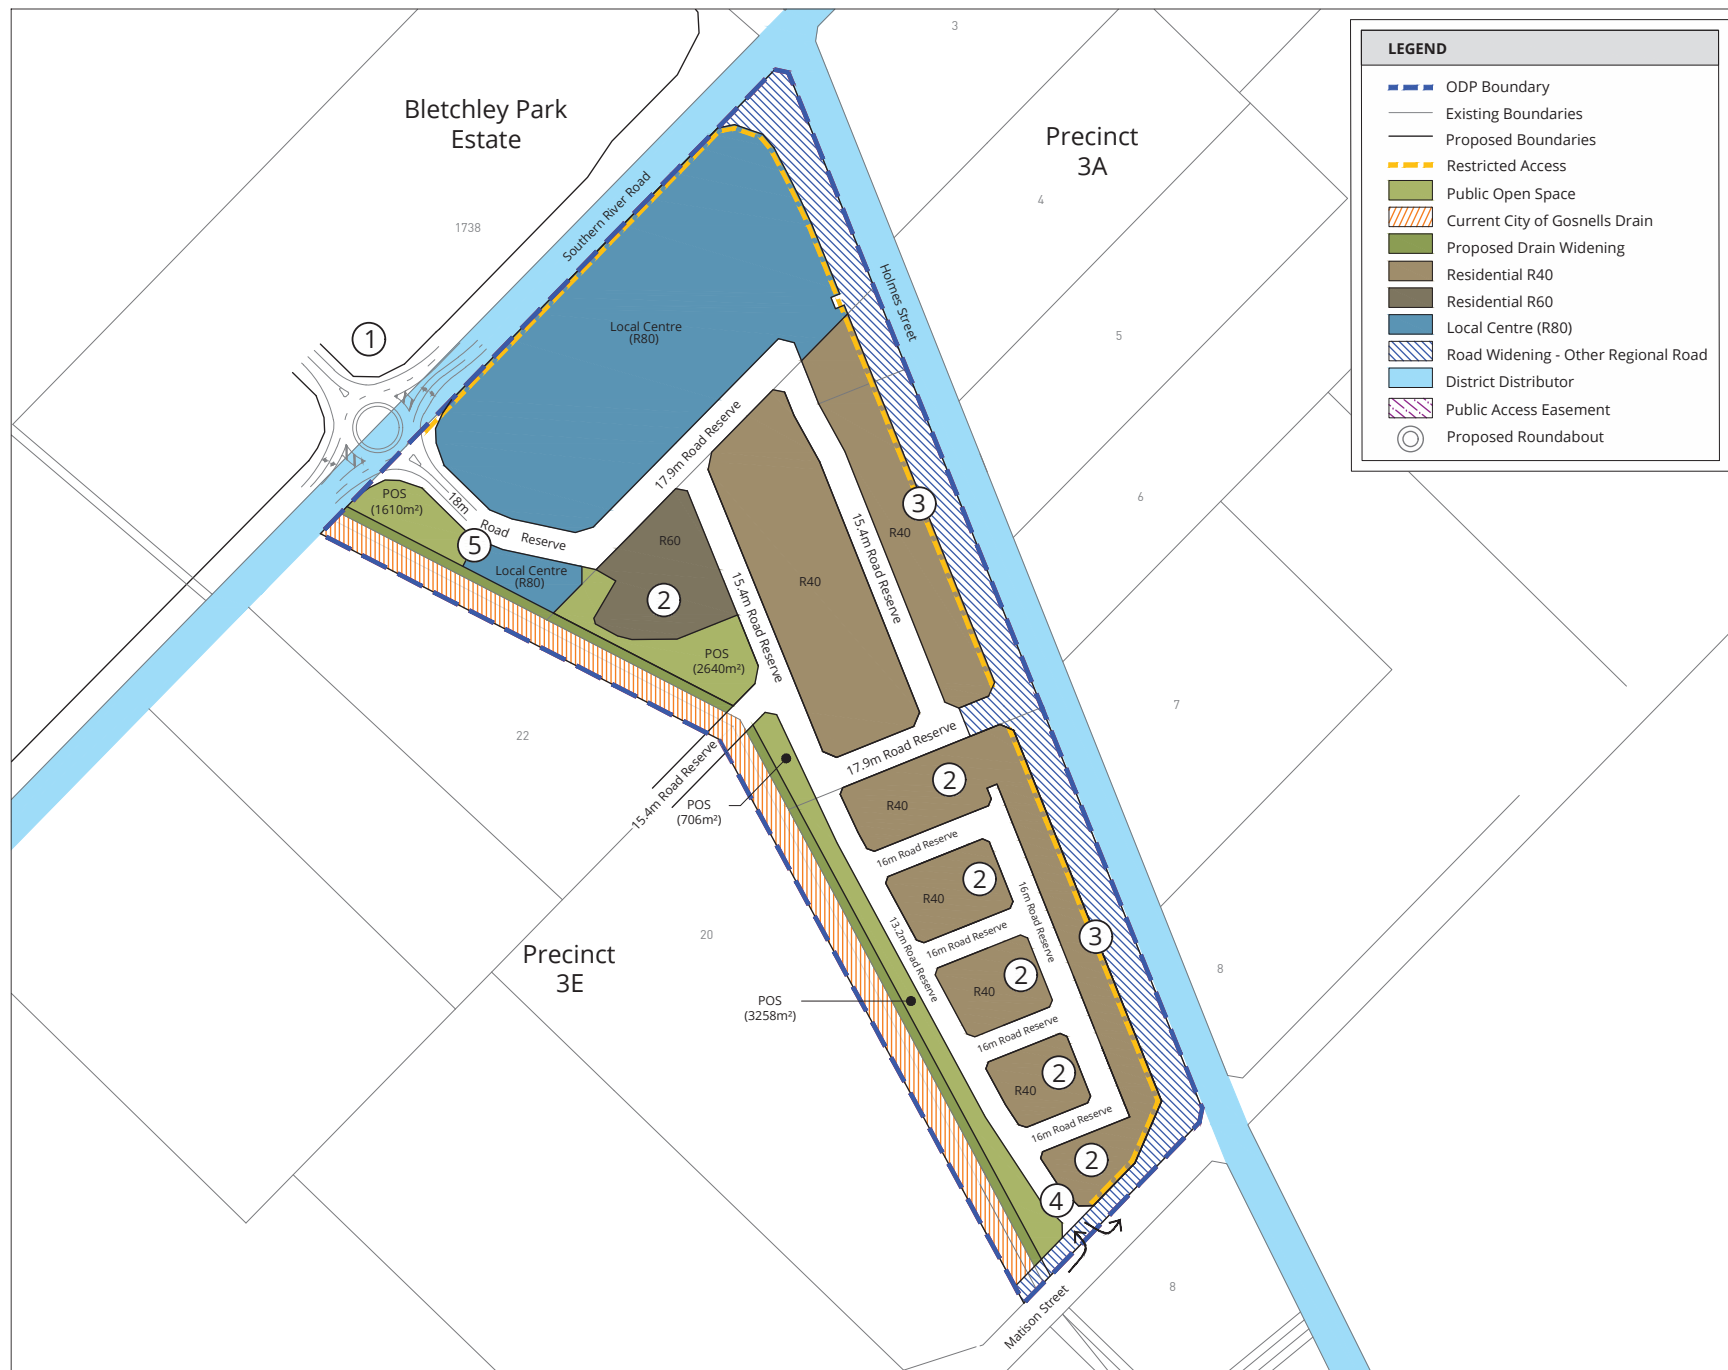 LEGEND
ODP Boundary
Existing Boundaries
Proposed Boundaries
Restricted Access
Public Open Space
Current City of Gosnells Drain
Proposed Drain Widening
Residential R40
Residential R60
Local Centre (R80)
Road Widening - Other Regional Road
District Distributor
Public Access Easement
Proposed Roundabout
3
Bletchley Park
Estate
Precinct
3A
4
1738
Southern River Road
Holmes Street
5
1
Local Centre
(R80)
17.9m Road Reserve
6
POS
(1610m²)
18m Road Reserve
5
3
R40
R60
15.4m Road Reserve
Local Centre
(R80)
R40
2
15.4m Road Reserve
POS
(2640m²)
7
22
17.9m Road Reserve
15.4m Road Reserve
2
R40
POS
(706m²)
16m Road Reserve
2
R40
16m Road Reserve
13.2m Road Reserve
16m Road Reserve
3
20
Precinct
3E
8
2
R40
POS
(3258m²)
16m Road Reserve
2
R40
16m Road Reserve
2
4
8
Matison Street